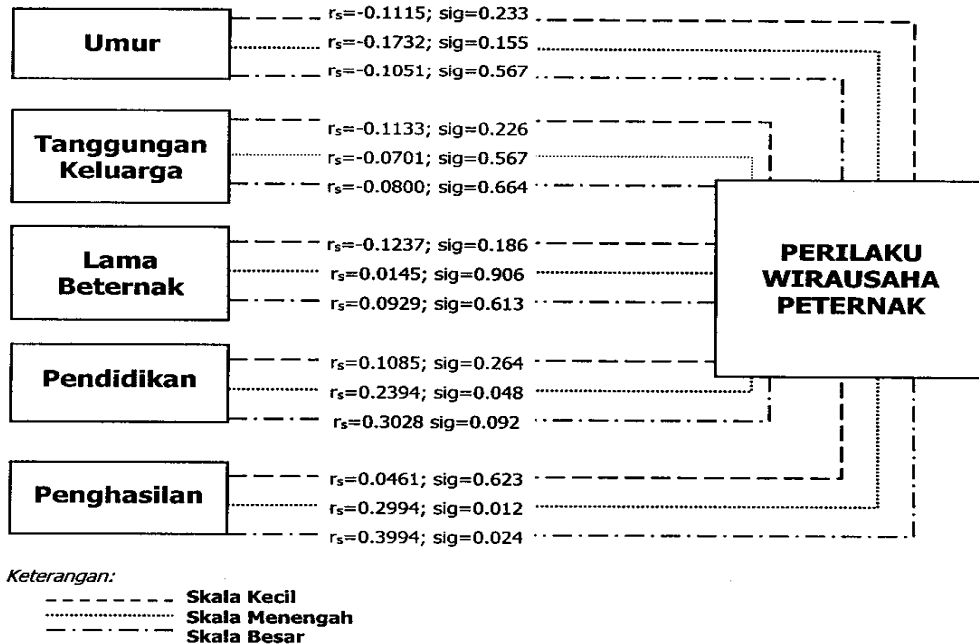 Umur
rs=-0.1115; sig=0.233
rs=-0.1732; sig=0.155
rs=-0.1051; sig=0.567
Tanggungan
Keluarga
rs=-0.1133; sig=0.226
rs=-0.0701; sig=0.567
rs=-0.0800; sig=0.664
Lama
Beternak
rs=-0.1237; sig=0.186
rs=0.0145; sig=0.906
rs=0.0929; sig=0.613
PERILAKU
WIRAUSAHA
PETERNAK
Pendidikan
rs=0.1085; sig=0.264
rs=0.2394; sig=0.048
rs=0.3028 sig=0.092
Penghasilan
rs=0.0461; sig=0.623
rs=0.2994; sig=0.012
rs=0.3994; sig=0.024
Keterangan:
Skala Kecil
Skala Menengah
Skala Besar